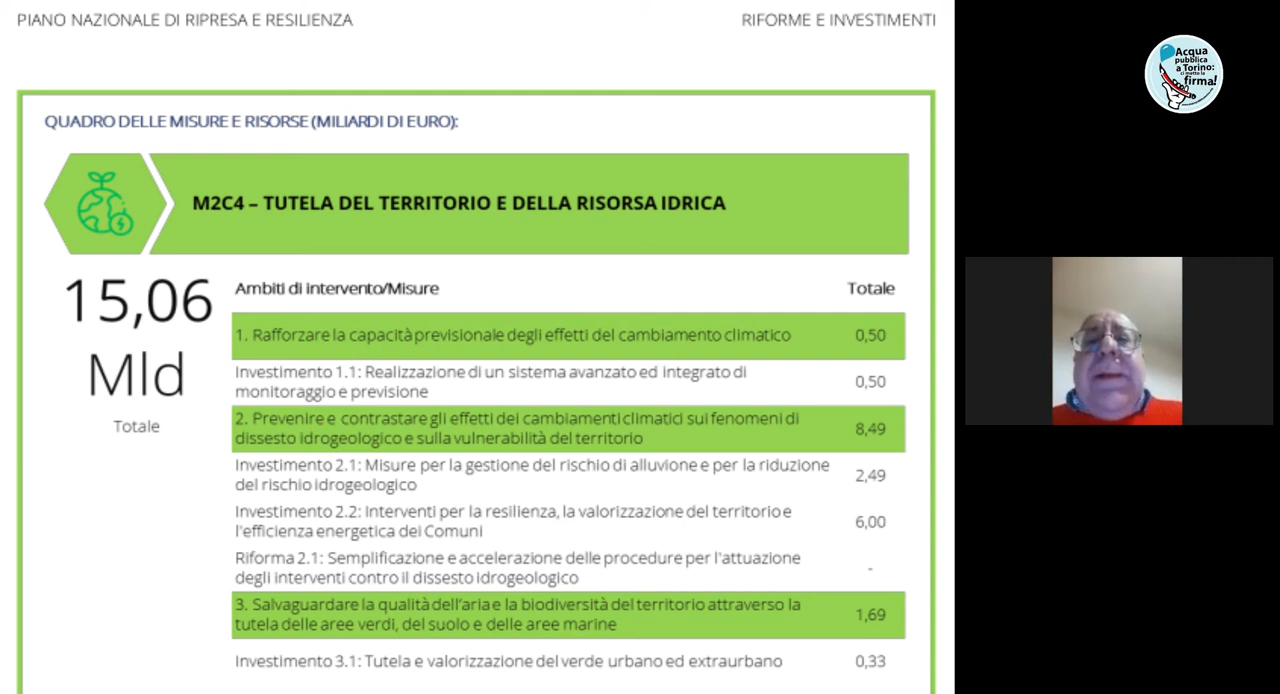 PIANO NAZIONALE DI RIPRESA E RESILIENZA
RIFORME E INVESTIMENTI
QUADRO DELLE MISURE E RISORSE (MILIARDI DI EURO):
M2C4 – TUTELA DEL TERRITORIO E DELLA RISORSA IDRICA
15,06
Mld
Totale
Ambiti di intervento/Misure
Totale
1. Rafforzare la capacità previsionale degli effetti del cambiamento climatico
0,50
Investimento 1.1: Realizzazione di un sistema avanzato ed integrato di
monitoraggio e previsione
0,50
2. Prevenire e contrastare gli effetti dei cambiamenti climatici sui fenomeni di
dissesto idrogeologico e sulla vulnerabilità del territorio
8,49
Investimento 2.1: Misure per la gestione del rischio di alluvione e per la riduzione
del rischio idrogeologico
2,49
Investimento 2.2: Interventi per la resilienza, la valorizzazione del territorio e
l'efficienza energetica dei Comuni
6,00
Riforma 2.1: Semplificazione e accelerazione delle procedure per l'attuazione
degli interventi contro il dissesto idrogeologico
-
3. Salvaguardare la qualità dell'aria e la biodiversità del territorio attraverso la
tutela delle aree verdi, del suolo e delle aree marine
1,69
Investimento 3.1: Tutela e valorizzazione del verde urbano ed extraurbano
0,33
Acqua
pubblica
a Torino:
ci metto la
firma!